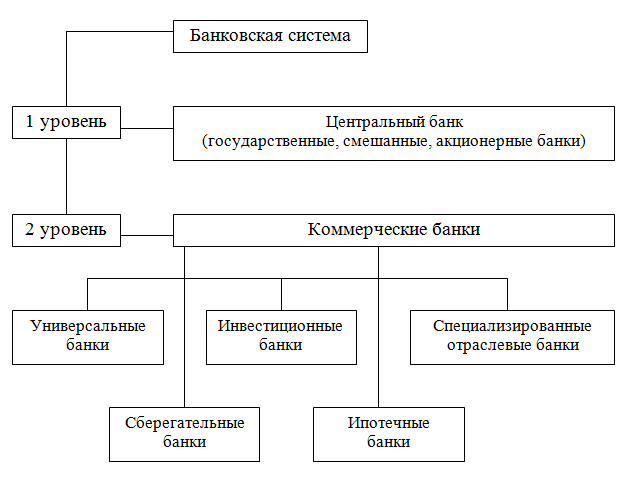 Банковская система
1 уровень
Центральный банк
(государственные, смешанные, акционерные банки)
2 уровень
Коммерческие банки
Универсальные
банки
Инвестиционные
банки
Специализированные
отраслевые банки
Сберегательные
банки
Ипотечные
банки